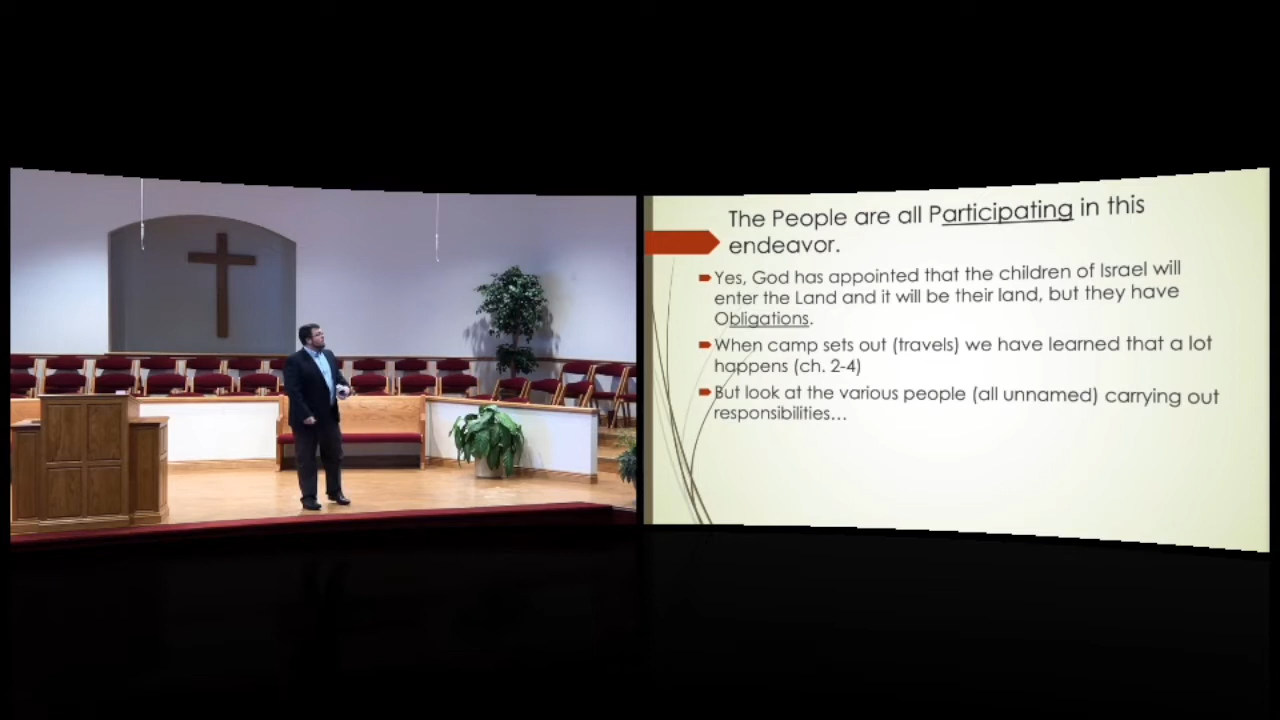 The People are all Participating in this
endeavor.
Yes, God has appointed that the children of Israel will
enter the Land and it will be their land, but they have
Obligations.
When camp sets out (travels) we have learned that a lot
happens (ch. 2-4)
But look at the various people (all unnamed) carrying out
responsibilities…